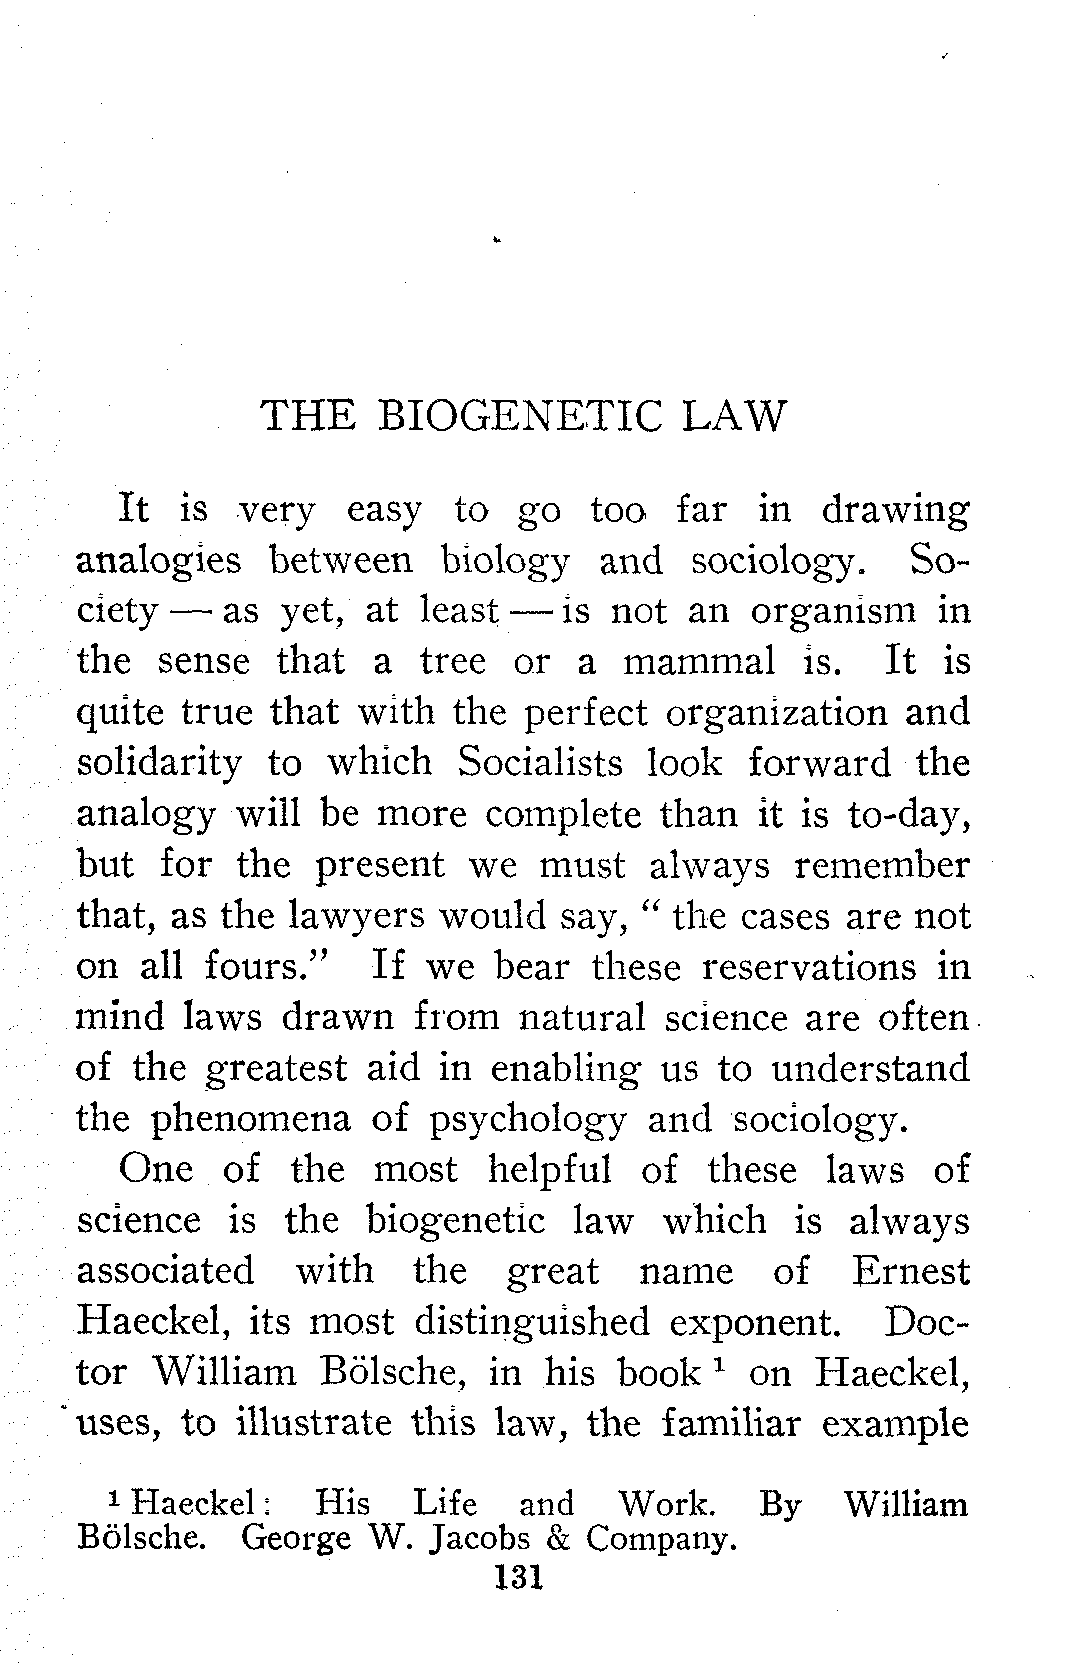 THE BIOGENETIC LAW
It is very easy to go too far in drawing
analogies between biology and sociology. So-
ciety — as yet, at least — is not an organism in
the sense that a tree or a mammal is. It is
quite true that with the perfect organization and
solidarity to which Socialists look forward the
analogy will be more complete than it is to-day,
but for the present we must always remember
that, as the lawyers would say, “ the cases are not
on all fours.” If we bear these reservations in
mind laws drawn from natural science are often
of the greatest aid in enabling us to understand
the phenomena of psychology and sociology.
One of the most helpful of these laws of
science is the biogenetic law which is always
associated with the great name of Ernest
Haeckel, its most distinguished exponent. Doc-
tor William Bölsche, in his book ¹ on Haeckel,
uses, to illustrate this law, the familiar example
¹ Haeckel: His Life and Work. By William
Bölsche. George W. Jacobs & Company.
131